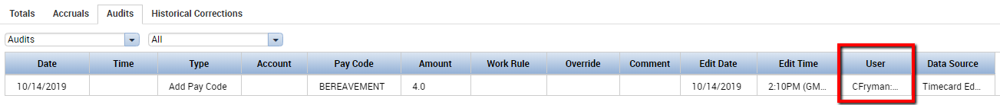 Totals Accruals Audits Historical Corrections
Audits All
Date Time Type Account Pay Code Amount Work Rule Override Comment Edit Date Edit Time User Data Source
10/14/2019 Add Pay Code BEREAVEMENT 4.0 10/14/2019 2:10PM (GM... CFryman:... Timecard Ed...